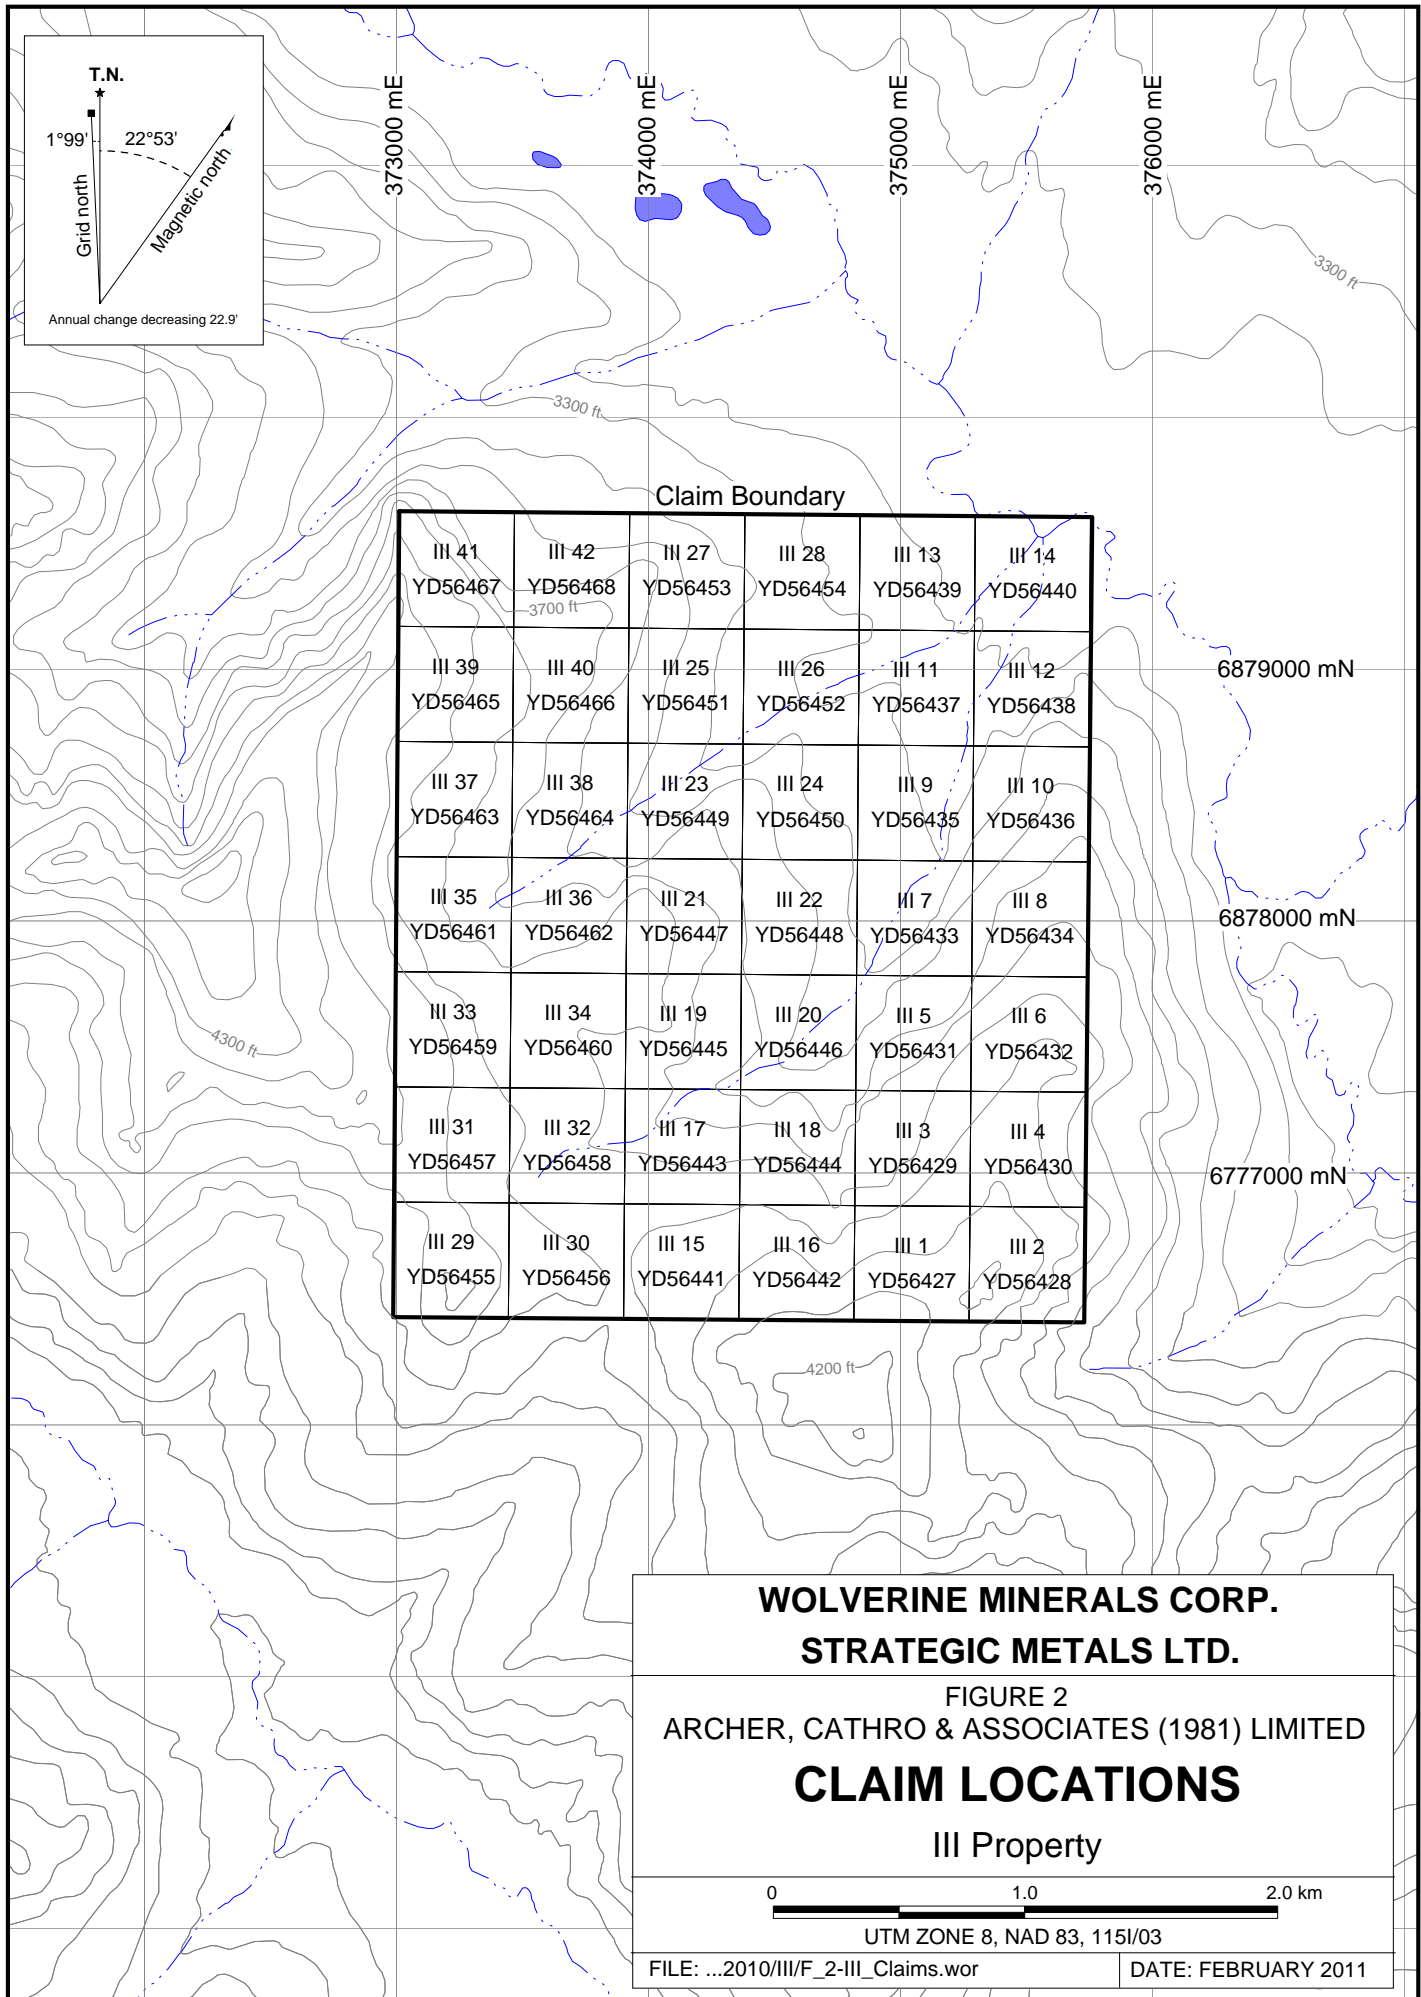 T.N.
1°99'
22°53'
Grid north
Magnetic north
Annual change decreasing 22.9'
373000 mE
374000 mE
375000 mE
376000 mE
3300 ft
3300 ft
Claim Boundary
III 41
YD56467
III 42
YD56468
III 27
YD56453
III 28
YD56454
III 13
YD56439
III 14
YD56440
3700 ft
III 39
YD56465
III 40
YD56466
III 25
YD56451
III 26
YD56452
III 11
YD56437
III 12
YD56438
6879000 mN
III 37
YD56463
III 38
YD56464
III 23
YD56449
III 24
YD56450
III 9
YD56435
III 10
YD56436
III 35
YD56461
III 36
YD56462
III 21
YD56447
III 22
YD56448
III 7
YD56433
III 8
YD56434
6878000 mN
III 33
YD56459
III 34
YD56460
III 19
YD56445
III 20
YD56446
III 5
YD56431
III 6
YD56432
4300 ft
III 31
YD56457
III 32
YD56458
III 17
YD56443
III 18
YD56444
III 3
YD56429
III 4
YD56430
6777000 mN
III 29
YD56455
III 30
YD56456
III 15
YD56441
III 16
YD56442
III 1
YD56427
III 2
YD56428
4200 ft
WOLVERINE MINERALS CORP.
STRATEGIC METALS LTD.
FIGURE 2
ARCHER, CATHRO & ASSOCIATES (1981) LIMITED
CLAIM LOCATIONS
III Property
0 1.0 2.0 km
UTM ZONE 8, NAD 83, 115I/03
FILE: ...2010/III/F_2-III_Claims.wor
DATE: FEBRUARY 2011